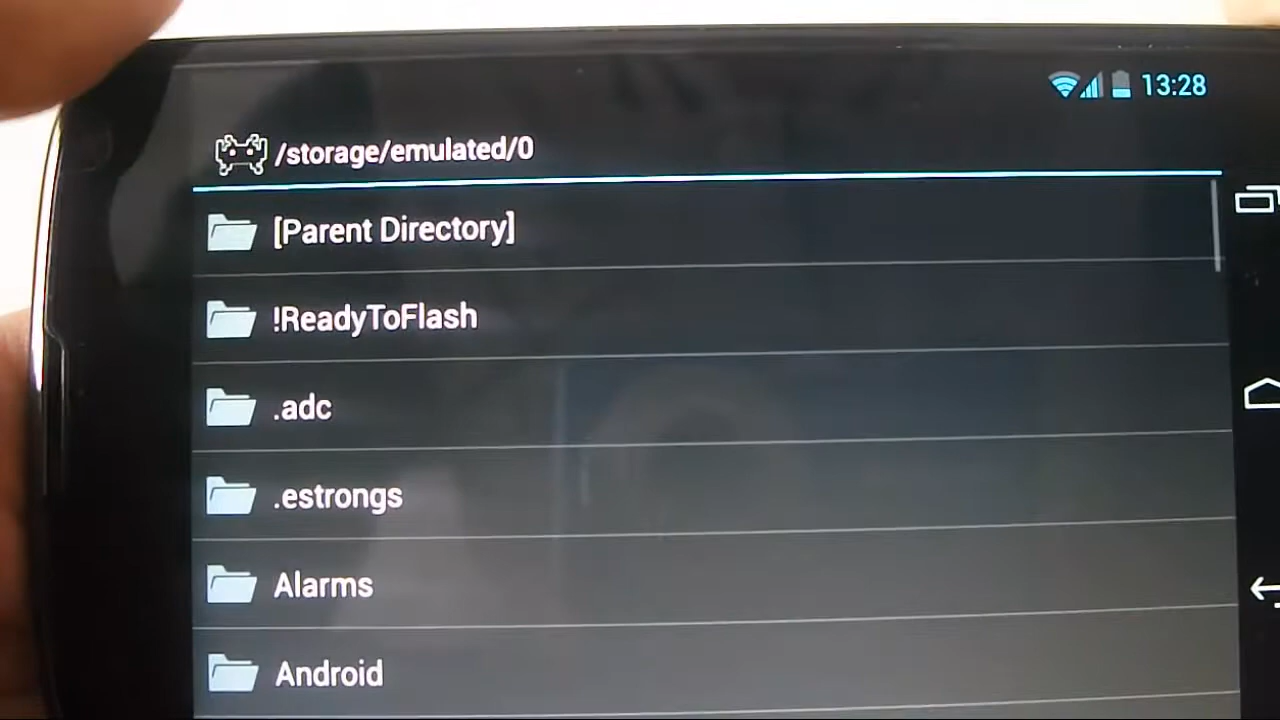 13:28
/storage/emulated/0
[Parent Directory]
!ReadyToFlash
.adc
.estrongs
Alarms
Android